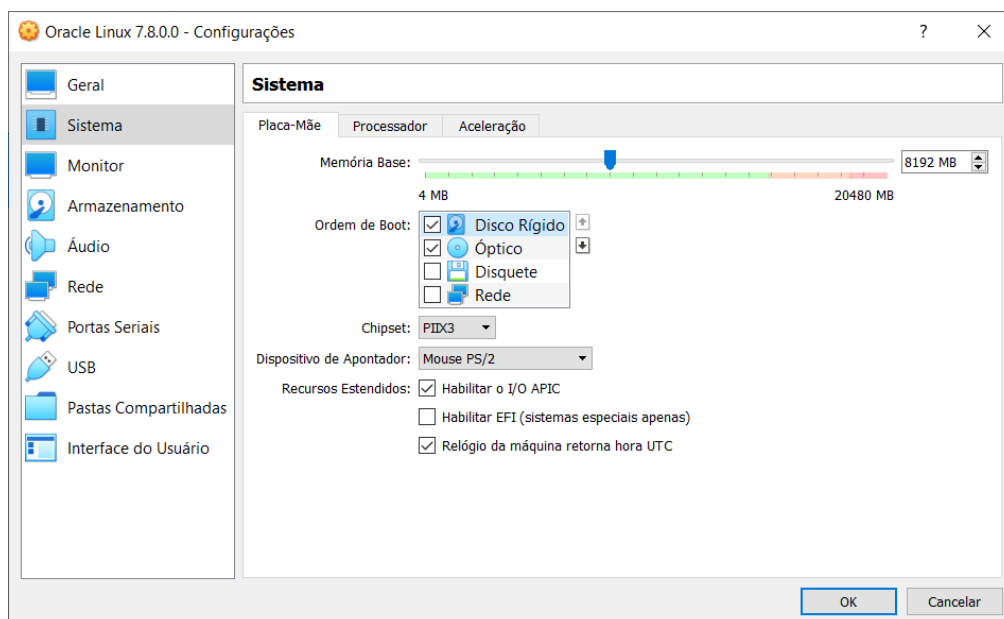 Oracle Linux 7.8.0.0 - Configurações
?
Geral
Sistema
Monitor
Armazenamento
Áudio
Rede
Portas Seriais
USB
Pastas Compartilhadas
Interface do Usuário
Sistema
Placa-Mãe Processador Aceleração
Memória Base: 8192 MB
4 MB 20480 MB
Ordem de Boot: Disco Rígido
Óptico
Disquete
Rede
Chipset: PIIX3
Dispositivo de Apontador: Mouse PS/2
Recursos Estendidos: Habilitar o I/O APIC
Habilitar EFI (sistemas especiais apenas)
Relógio da máquina retorna hora UTC
OK Cancelar